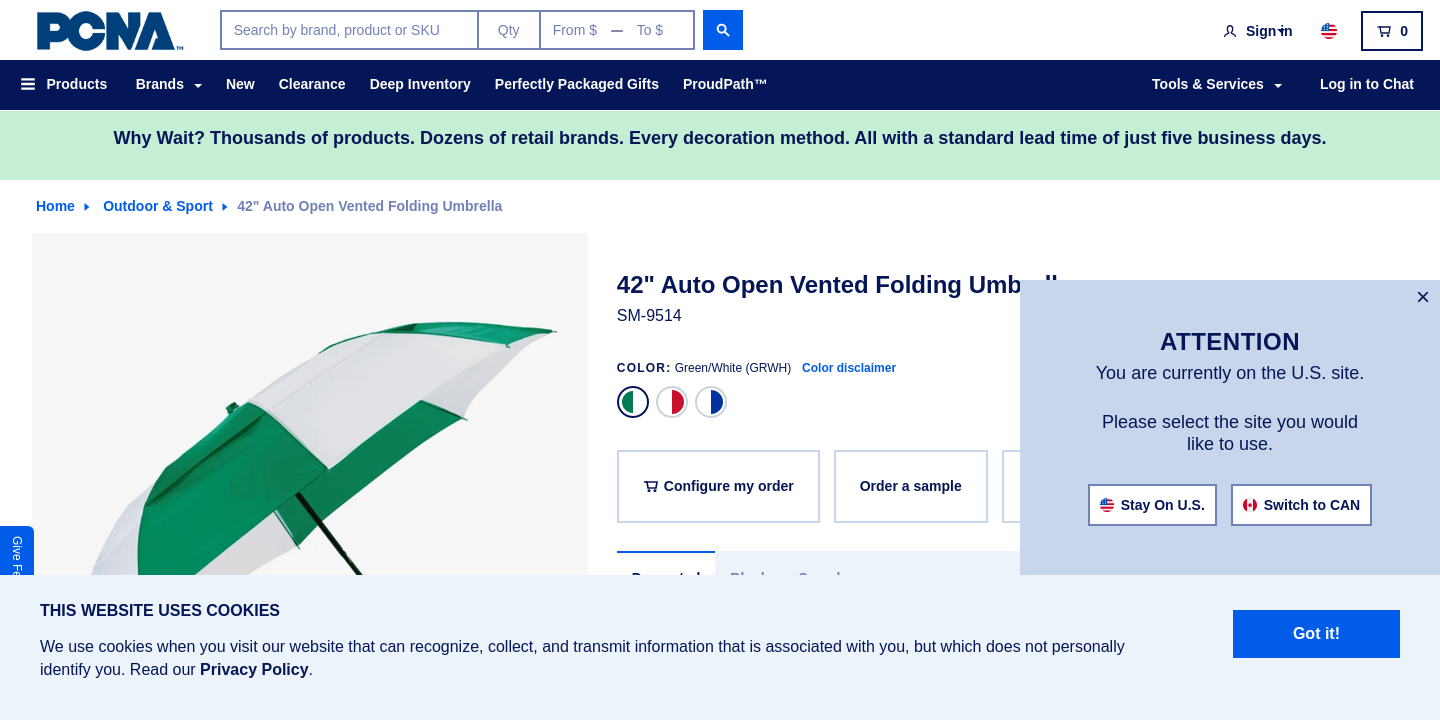 PCNA™
Search by brand, product or SKU
Qty
From $ — To $
Sign in
0
Products
Brands
New
Clearance
Deep Inventory
Perfectly Packaged Gifts
ProudPath™
Tools & Services
Log in to Chat
Why Wait? Thousands of products. Dozens of retail brands. Every decoration method. All with a standard lead time of just five business days.
Home
Outdoor & Sport
42" Auto Open Vented Folding Umbrella
42" Auto Open Vented Folding Umbrell
SM-9514
COLOR: Green/White (GRWH) Color disclaimer
Configure my order
Order a sample
×
ATTENTION
You are currently on the U.S. site.
Please select the site you would
like to use.
Stay On U.S.
Switch to CAN
Give Fe
THIS WEBSITE USES COOKIES
We use cookies when you visit our website that can recognize, collect, and transmit information that is associated with you, but which does not personally
identify you. Read our Privacy Policy.
Got it!